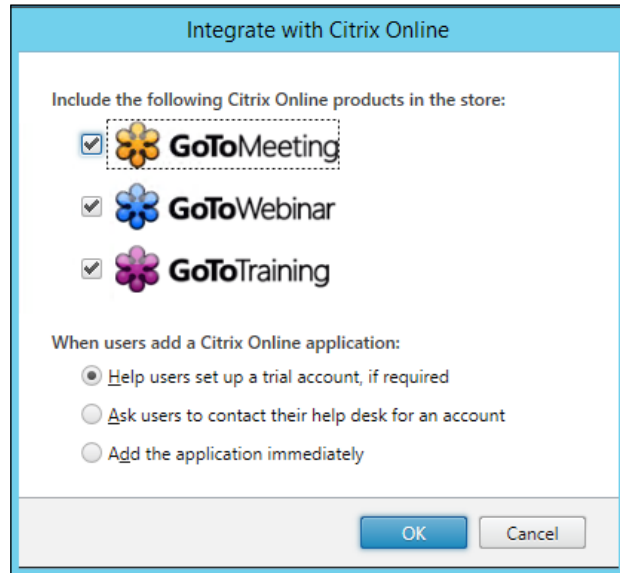 Integrate with Citrix Online
Include the following Citrix Online products in the store:
GoToMeeting
GoToWebinar
GoToTraining
When users add a Citrix Online application:
Help users set up a trial account, if required
Ask users to contact their help desk for an account
Add the application immediately
OK
Cancel